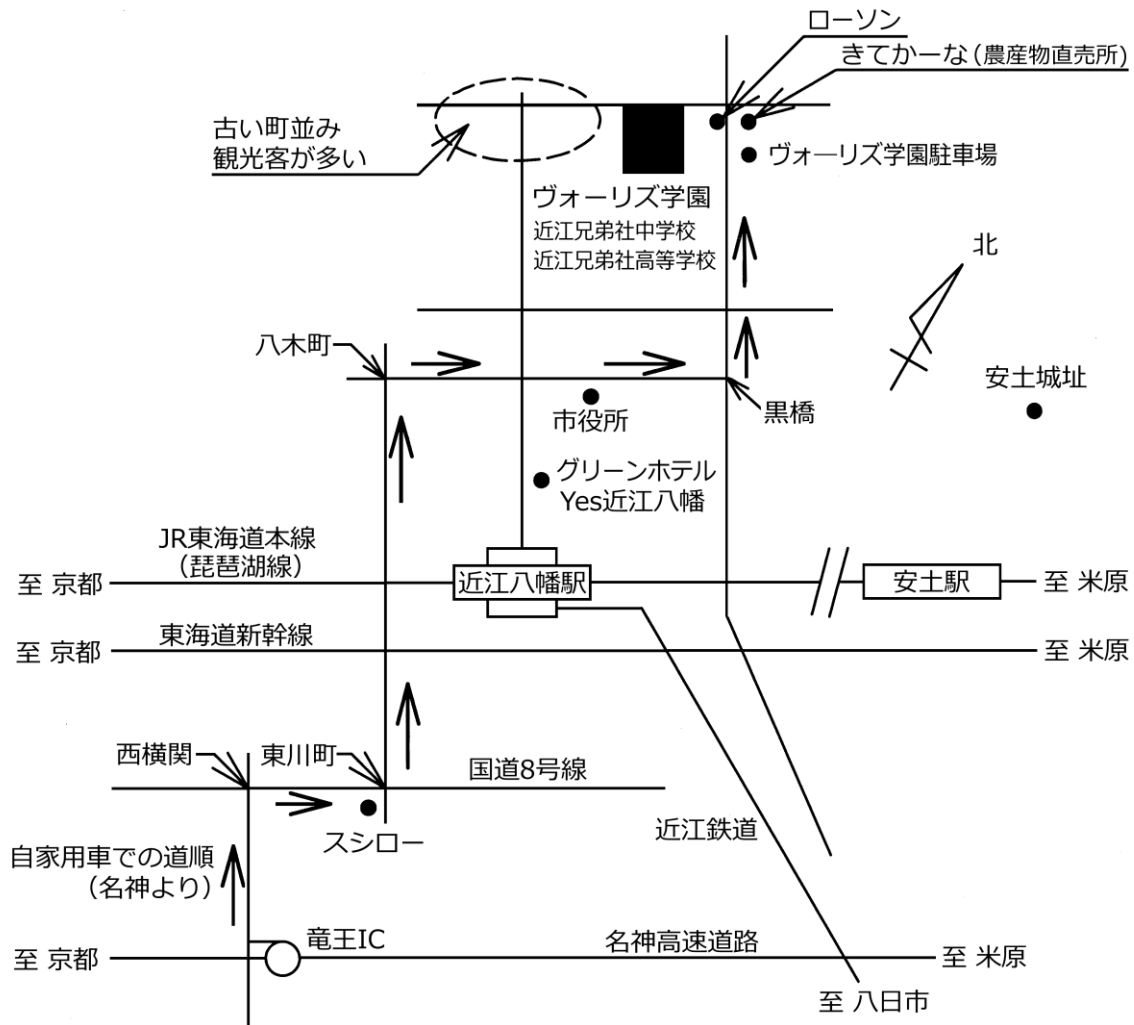 ローソン
きてかーな(農産物直売所)
古い町並み
観光客が多い
ヴォーリズ学園駐車場
ヴォーリズ学園
近江兄弟社中学校
近江兄弟社高等学校
北
八木町
安土城址
黒橋
市役所
グリーンホテル
Yes近江八幡
JR東海道本線
(琵琶湖線)
至 京都
近江八幡駅
安土駅
至 米原
東海道新幹線
至 京都
至 米原
西横関
東川町
国道8号線
スシロー
近江鉄道
自家用車での道順
(名神より)
竜王IC
名神高速道路
至 京都
至 米原
至 八日市